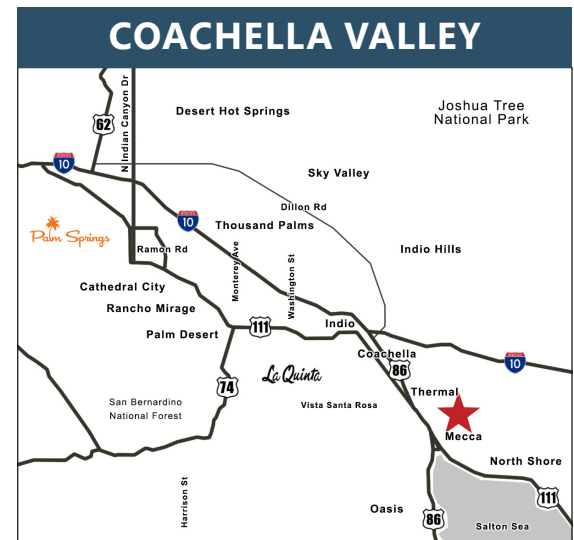 COACHELLA VALLEY
N Indian Canyon Dr
Desert Hot Springs
Joshua Tree
National Park
62
INTERSTATE
10
Sky Valley
Dillon Rd
10
Thousand Palms
Palm Springs
Ramon Rd
Monterey Ave
Washington St
Indio Hills
Cathedral City
Rancho Mirage
Palm Desert
111
Indio
Coachella
10
86
La Quinta
74
Thermal
San Bernardino
National Forest
Vista Santa Rosa
Mecca
North Shore
Harrison St
111
Oasis
86
Salton Sea